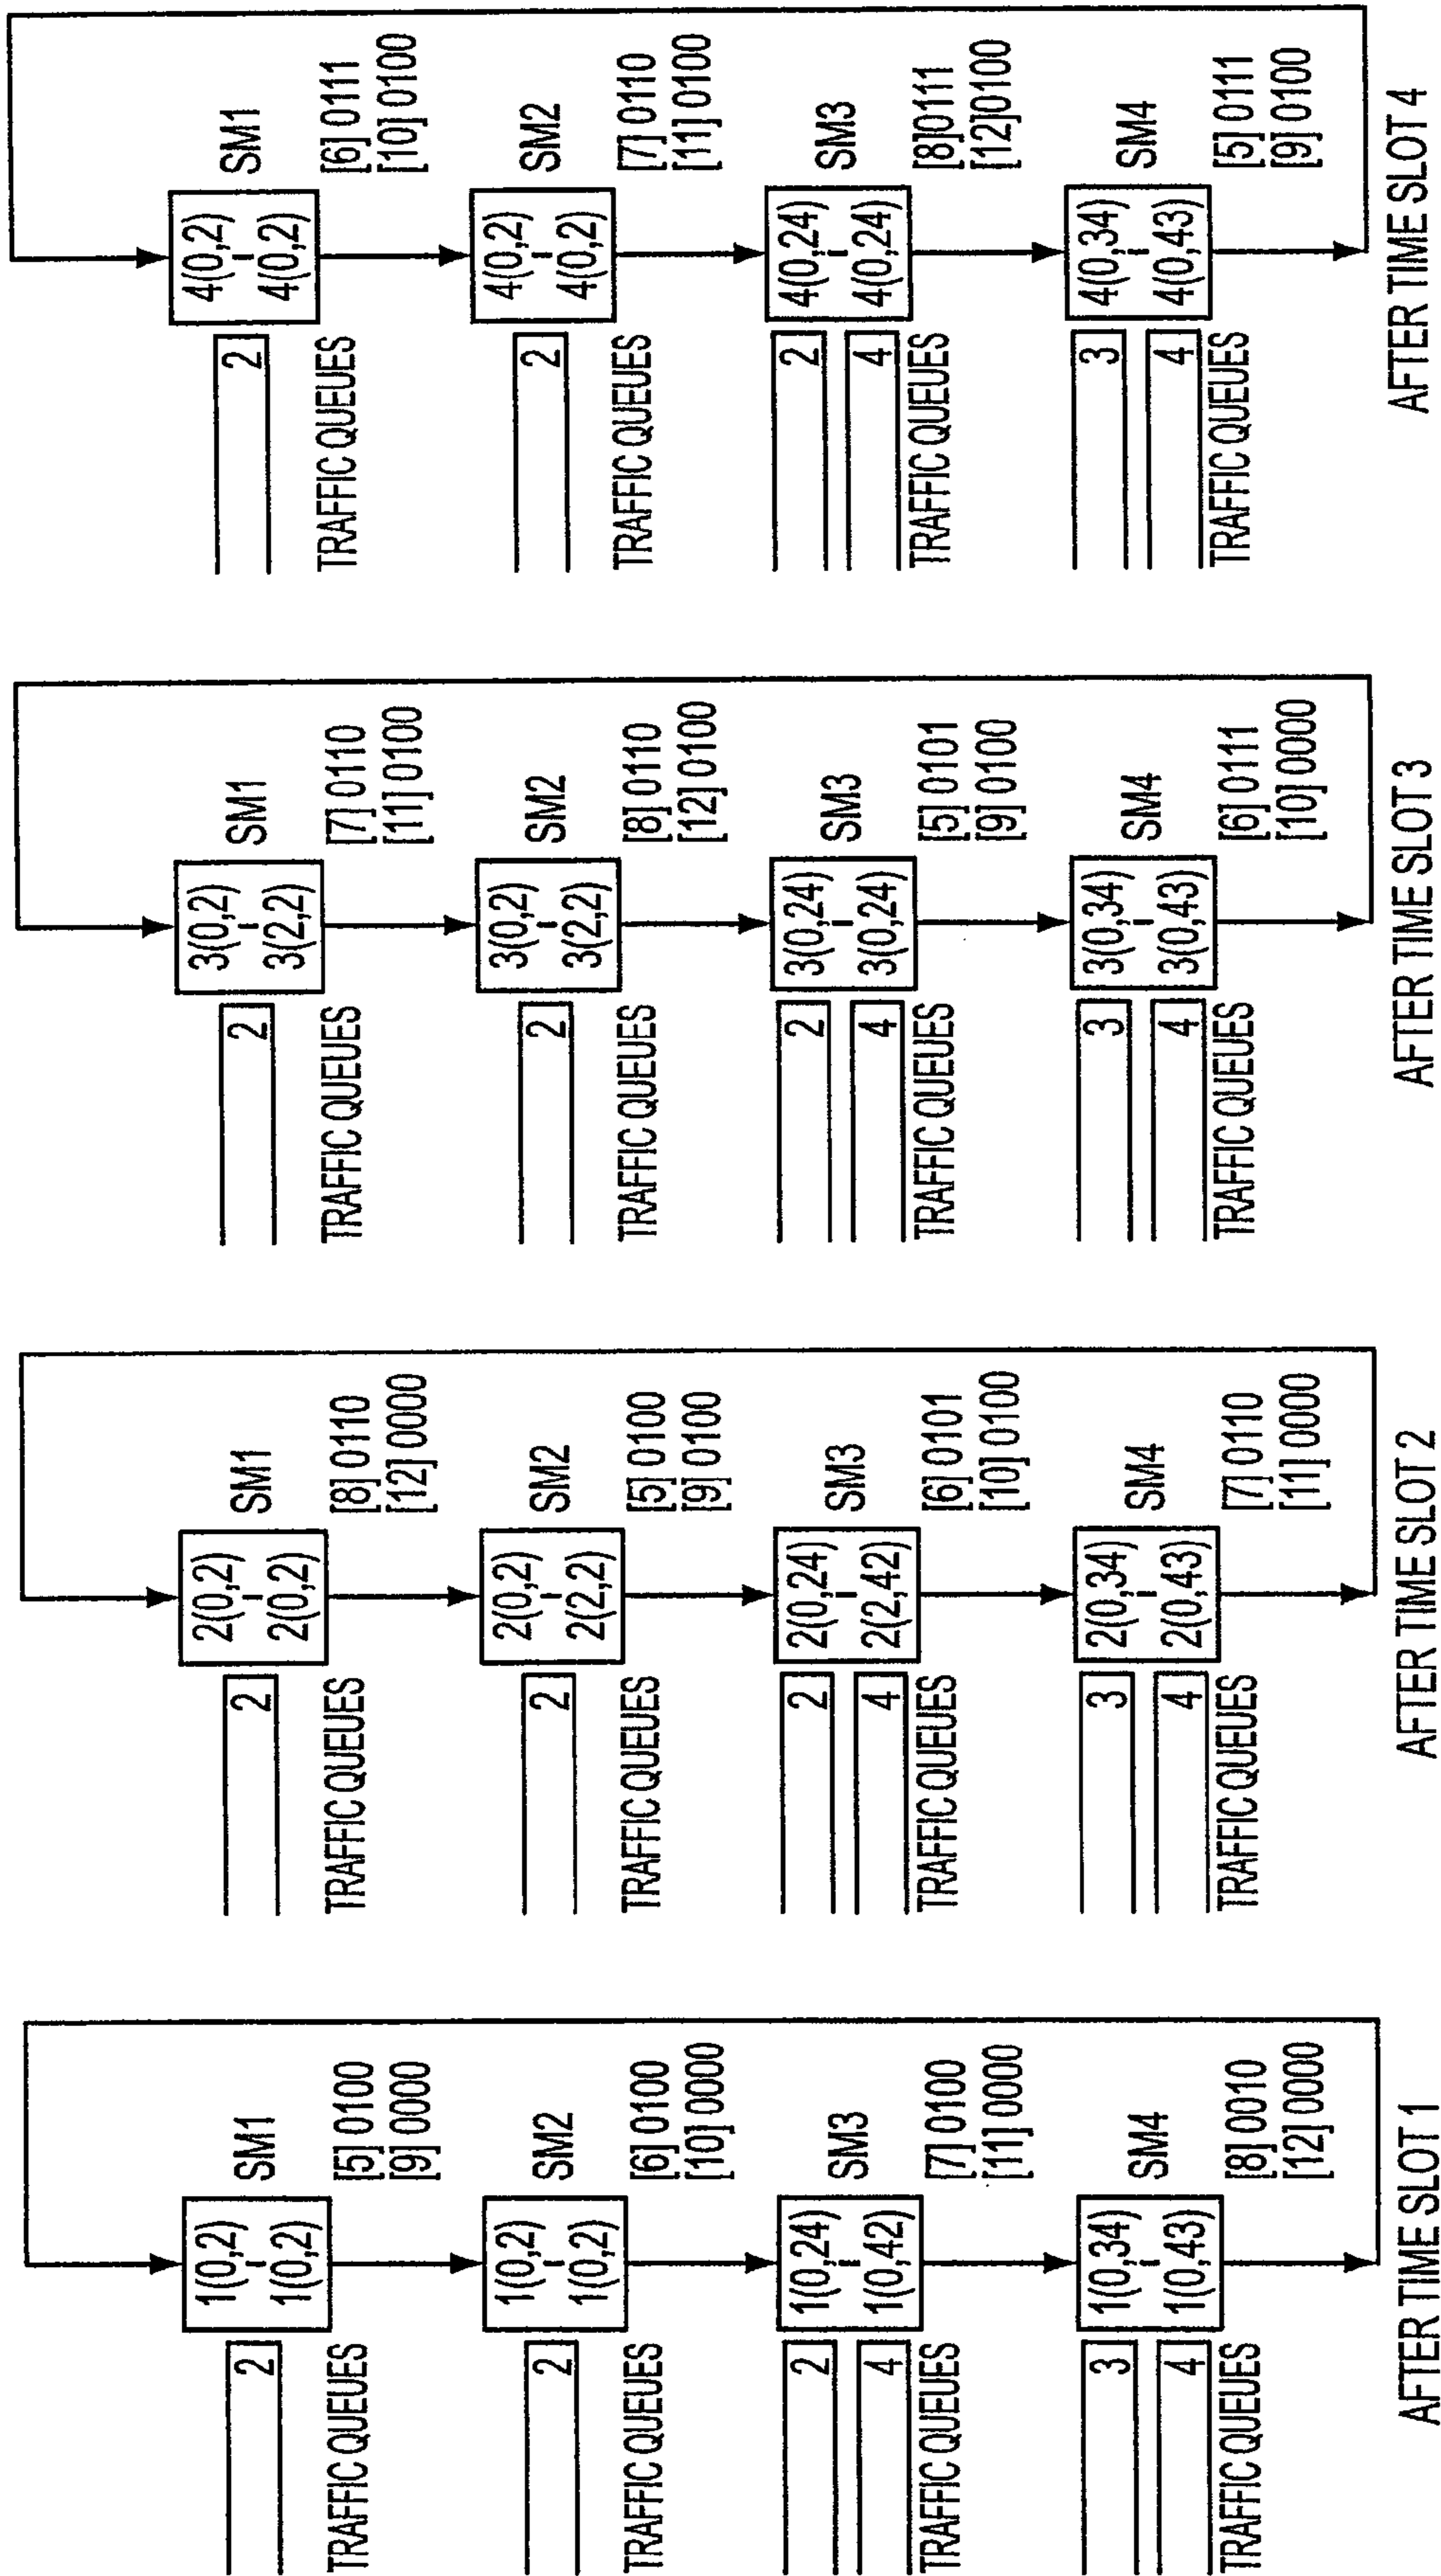 1(0,2)
1(0,2)
SM1
[5] 0100
[9] 0000
2
TRAFFIC QUEUES
1(0,2)
1(0,2)
SM2
[6] 0100
[10] 0000
2
TRAFFIC QUEUES
1(0,24)
1(0,42)
SM3
[7] 0100
[11] 0000
2
4
TRAFFIC QUEUES
1(0,34)
1(0,43)
SM4
[8] 0010
[12] 0000
3
4
TRAFFIC QUEUES
AFTER TIME SLOT 1
2(0,2)
2(0,2)
SM1
[8] 0110
[12] 0000
2
TRAFFIC QUEUES
2(0,2)
2(2,2)
SM2
[5] 0100
[9] 0100
2
TRAFFIC QUEUES
2(0,24)
2(2,42)
SM3
[6] 0101
[10] 0100
2
4
TRAFFIC QUEUES
2(0,34)
2(0,43)
SM4
[7] 0110
[11] 0000
3
4
TRAFFIC QUEUES
AFTER TIME SLOT 2
3(0,2)
3(2,2)
SM1
[7] 0110
[11] 0100
2
TRAFFIC QUEUES
3(0,2)
3(2,2)
SM2
[8] 0110
[12] 0100
2
TRAFFIC QUEUES
3(0,24)
3(0,24)
SM3
[5] 0101
[9] 0100
2
4
TRAFFIC QUEUES
3(0,34)
3(0,43)
SM4
[6] 0111
[10] 0000
3
4
TRAFFIC QUEUES
AFTER TIME SLOT 3
4(0,2)
4(0,2)
SM1
[6] 0111
[10] 0100
2
TRAFFIC QUEUES
4(0,2)
4(0,2)
SM2
[7] 0110
[11] 0100
2
TRAFFIC QUEUES
4(0,24)
4(0,24)
SM3
[8]0111
[12]0100
2
4
TRAFFIC QUEUES
4(0,34)
4(0,43)
SM4
[5] 0111
[9] 0100
3
4
TRAFFIC QUEUES
AFTER TIME SLOT 4